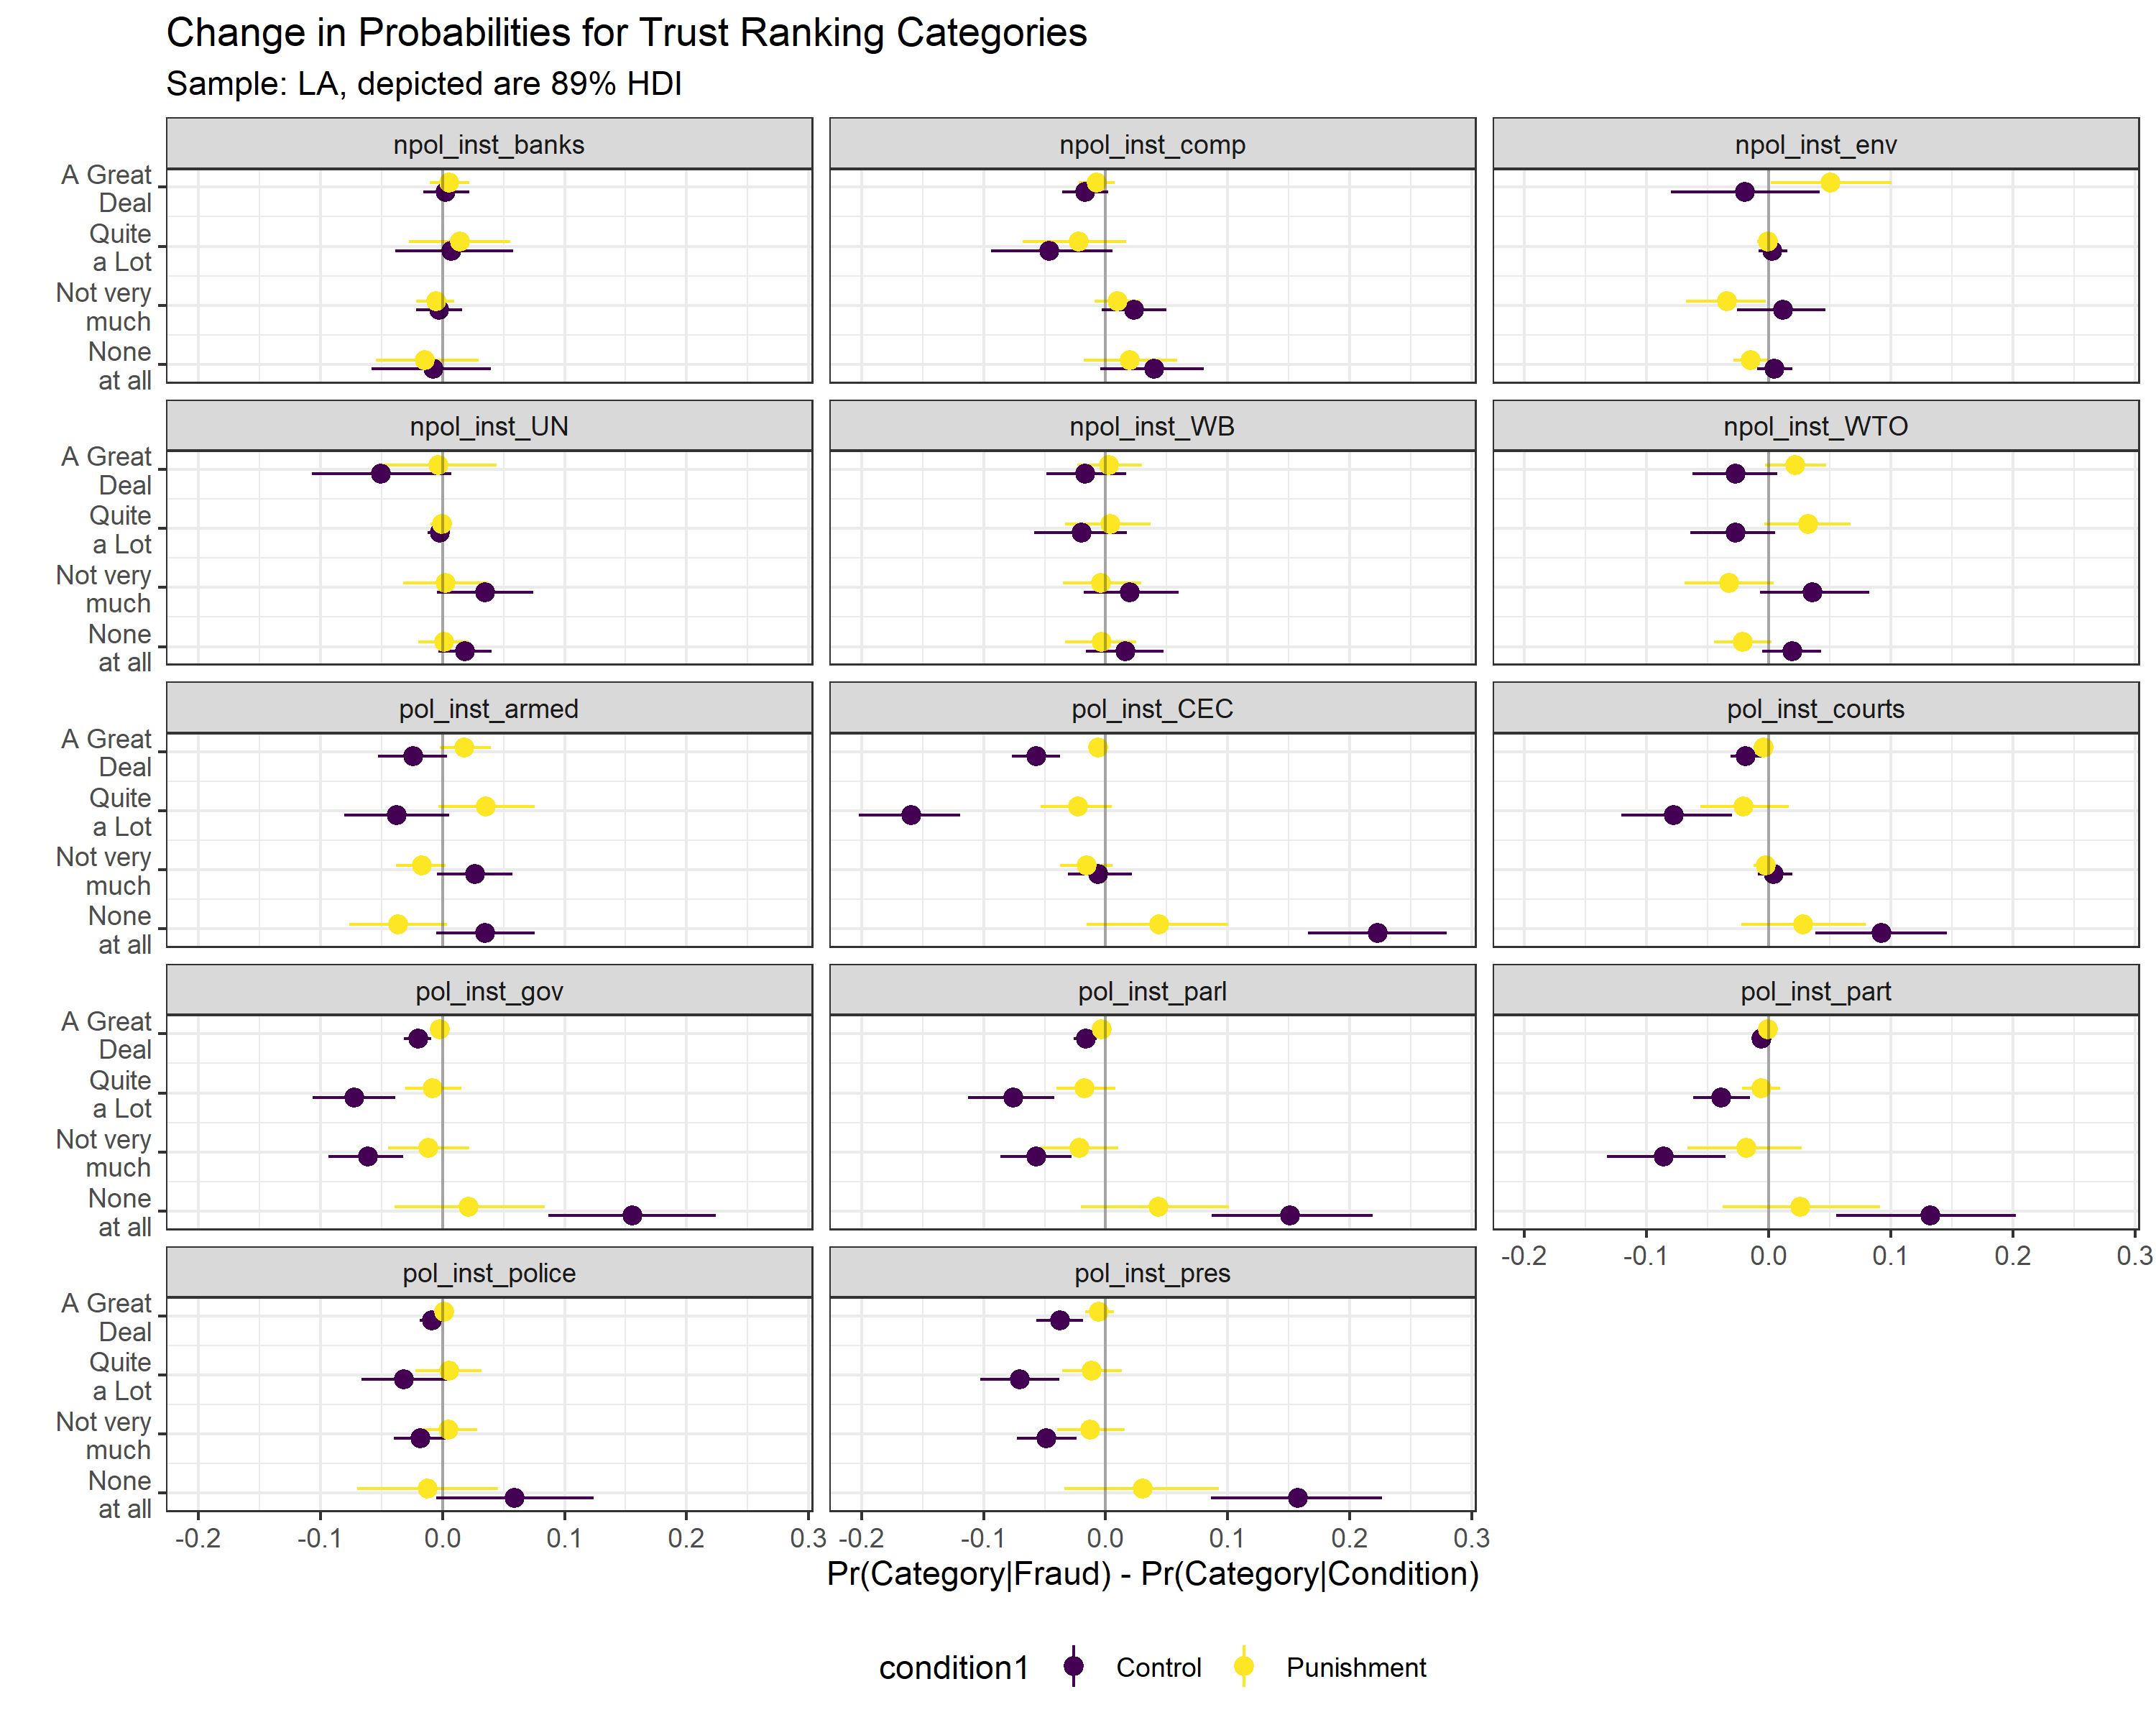 Change in Probabilities for Trust Ranking Categories
Sample: LA, depicted are 89% HDI
npol_inst_banks
npol_inst_comp
npol_inst_env
A Great
Deal
Quite
a Lot
Not very
much
None
at all
npol_inst_UN
npol_inst_WB
npol_inst_WTO
A Great
Deal
Quite
a Lot
Not very
much
None
at all
pol_inst_armed
pol_inst_CEC
pol_inst_courts
A Great
Deal
Quite
a Lot
Not very
much
None
at all
pol_inst_gov
pol_inst_parl
pol_inst_part
A Great
Deal
Quite
a Lot
Not very
much
None
at all
-0.2 -0.1 0.0 0.1 0.2 0.3
pol_inst_police
pol_inst_pres
A Great
Deal
Quite
a Lot
Not very
much
None
at all
-0.2 -0.1 0.0 0.1 0.2 0.3
-0.2 -0.1 0.0 0.1 0.2 0.3
Pr(Category|Fraud) - Pr(Category|Condition)
condition1 Control Punishment